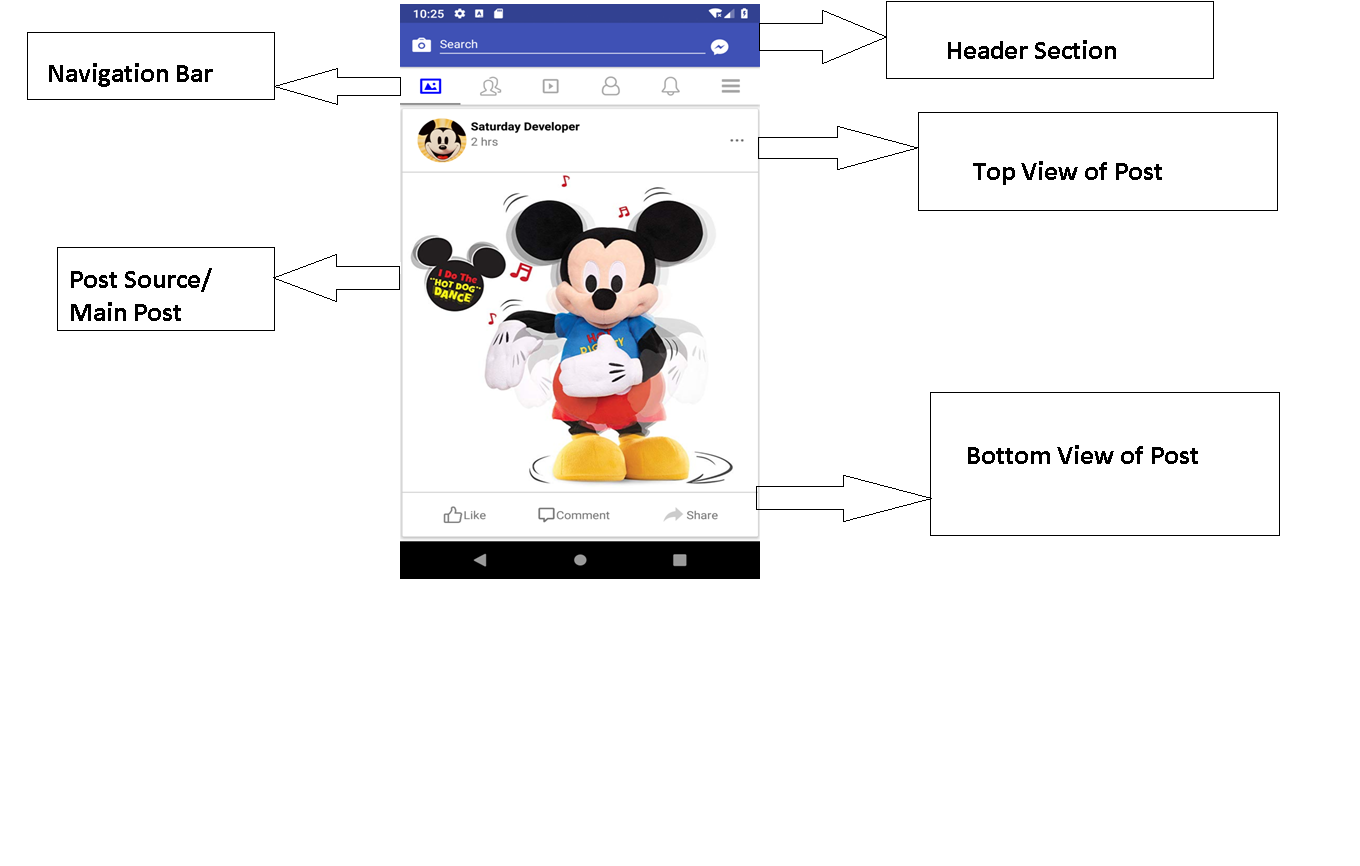 10:25
Header Section
Search
Navigation Bar
Saturday Developer
2 hrs
Top View of Post
I Do The
"HOT DOG"
DANCE
Post Source/
Main Post
HOT
Bottom View of Post
Like Comment Share